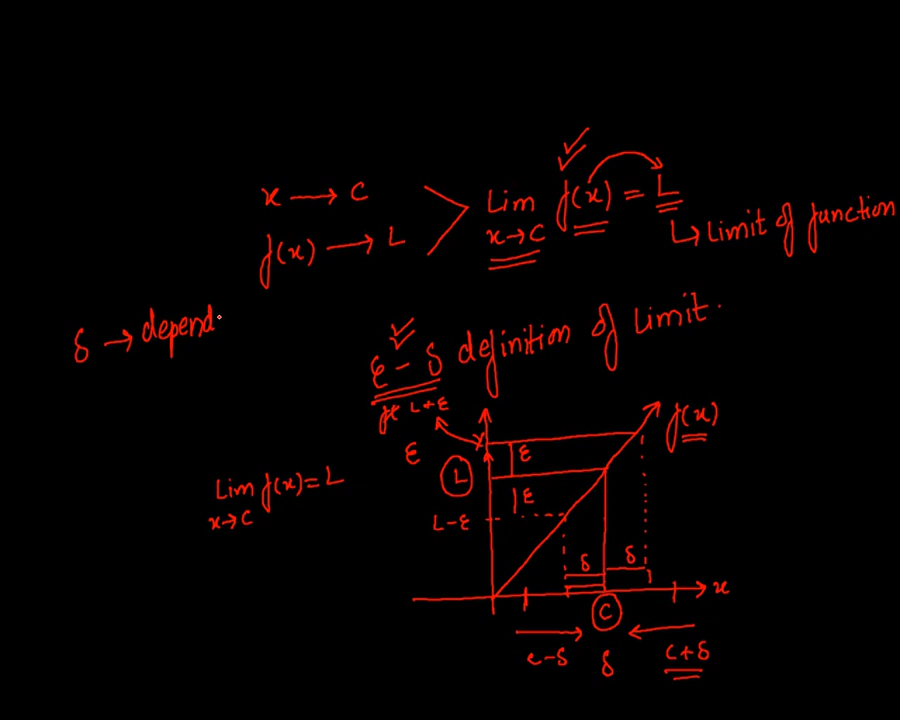 x → C
f(x) → L
Lim f(x) = L
x→C
↳ Limit of function
δ → depend
ε - δ definition of Limit.
L+ε
ε
f(x)
ε
L
Lim f(x) = L
x→C
ε
L-ε
δ
δ
x
C
c-δ
δ
c+δ